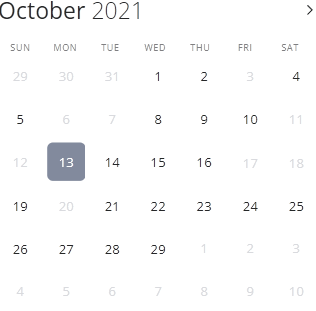 October 2021
SUN MON TUE WED THU FRI SAT
29 30 31 1 2 3 4
5 6 7 8 9 10 11
12 13 14 15 16 17 18
19 20 21 22 23 24 25
26 27 28 29 1 2 3
4 5 6 7 8 9 10